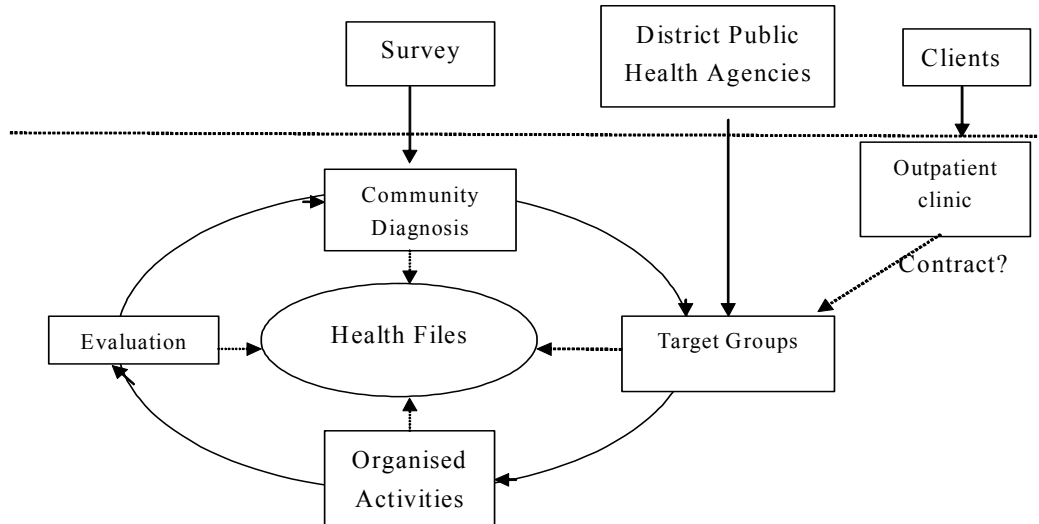 Survey
District Public
Health Agencies
Clients
Community
Diagnosis
Outpatient
clinic
Contract?
Evaluation
Health Files
Target Groups
Organised
Activities